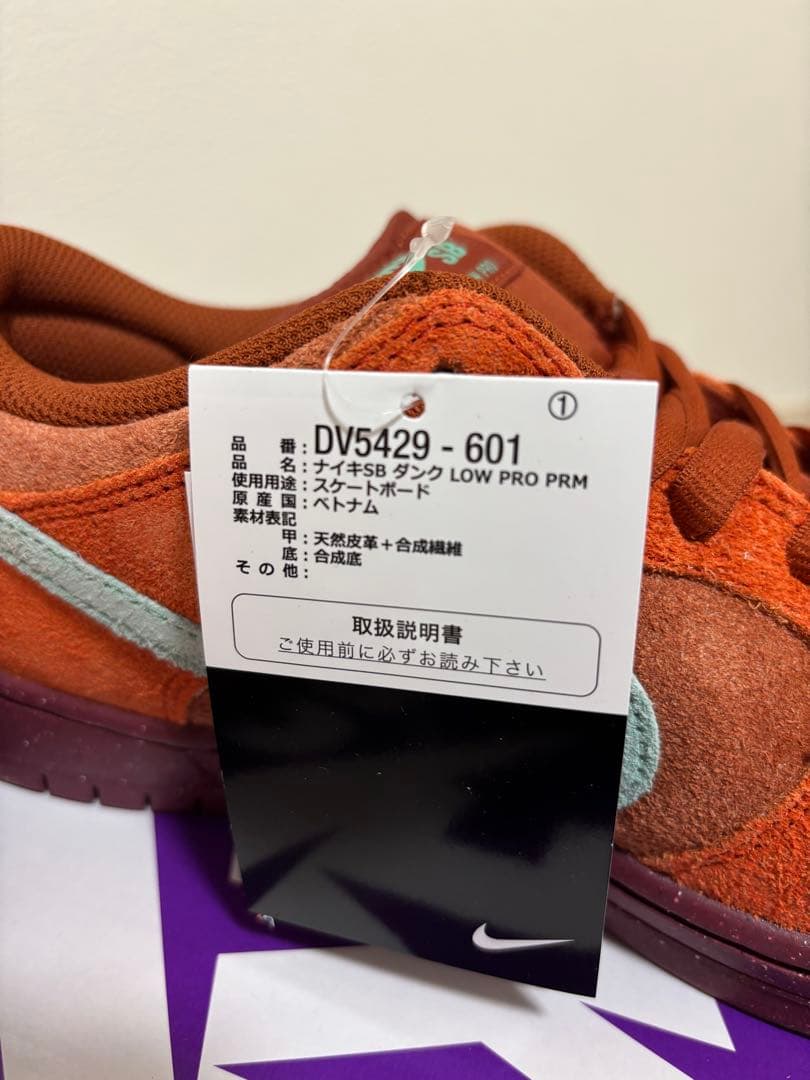 SB
①
品 番 : DV5429 - 601
品 名 : ナイキSB ダンク LOW PRO PRM
使用用途 : スケートボード
原産国 : ベトナム
素材表記
甲 : 天然皮革＋合成繊維
底 : 合成底
その他 :
取扱説明書
ご使用前に必ずお読み下さい